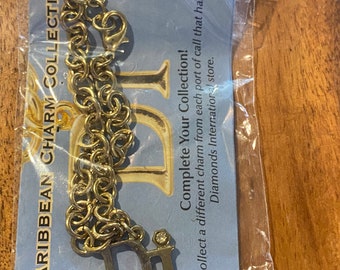 ARIBBEAN CHARM COLLECTI
DI
Complete Your Collection!
ollect a different charm from each port of call that ha
Diamonds International store.